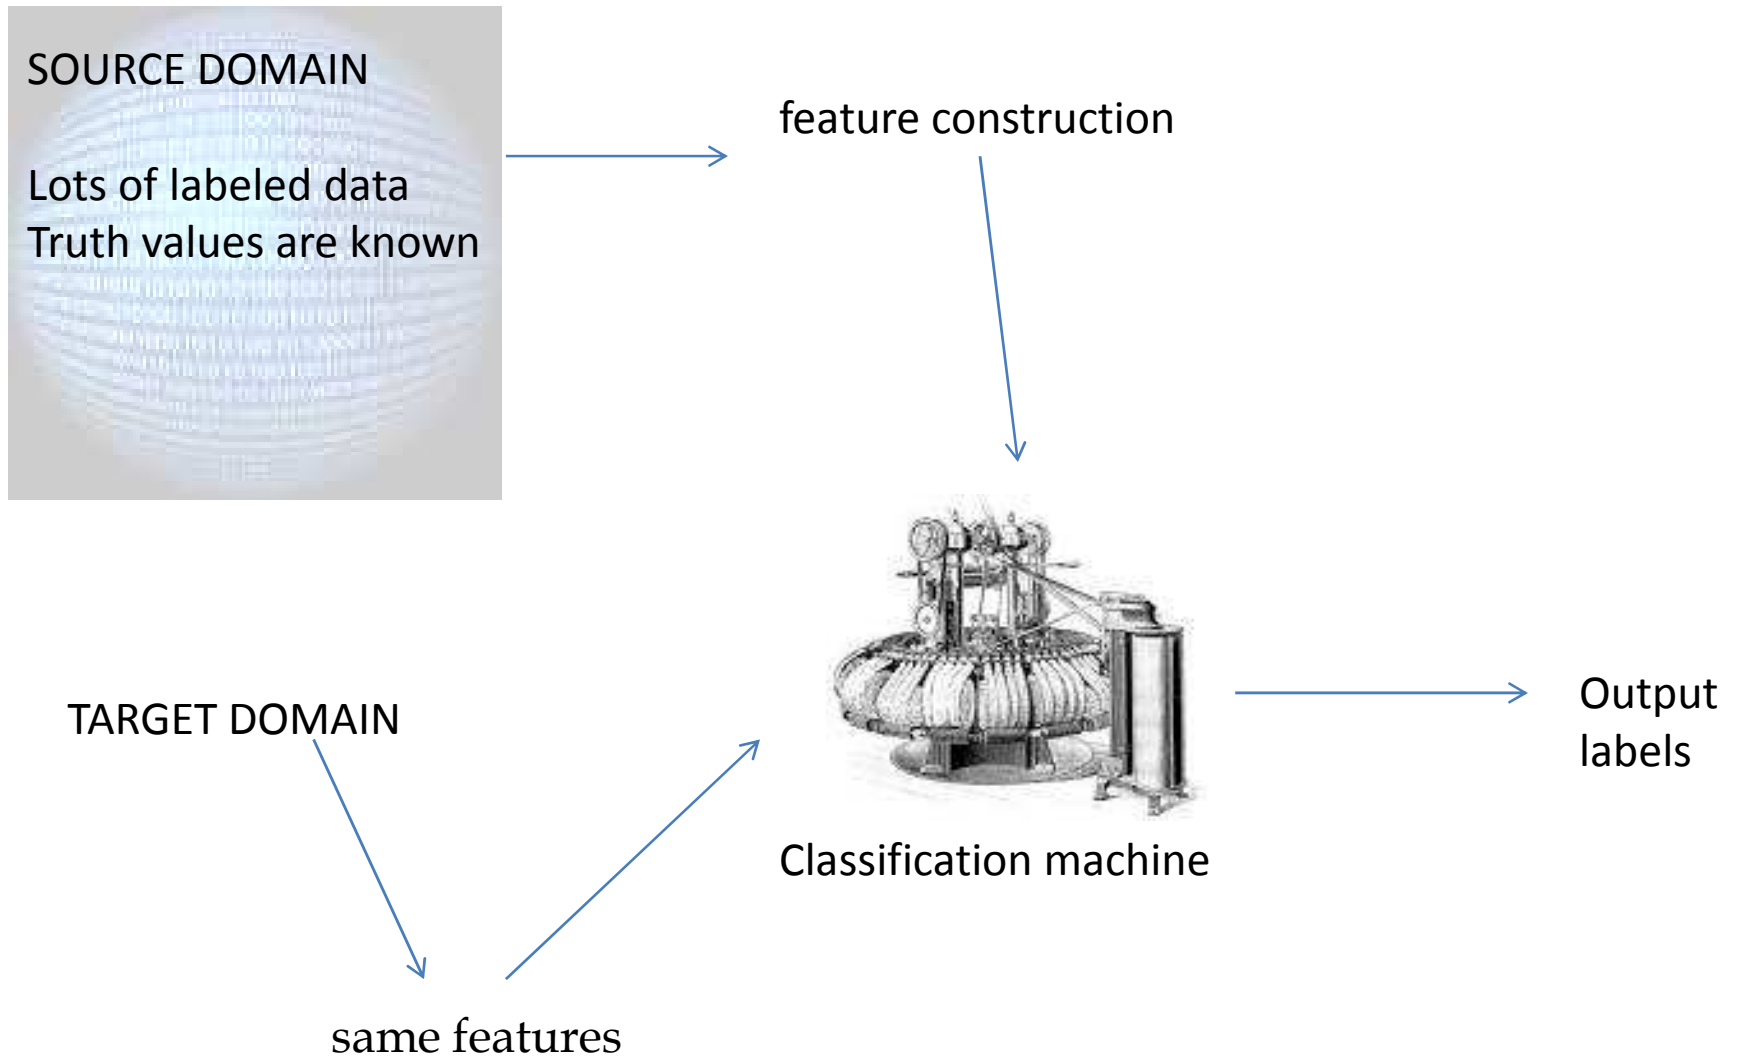 SOURCE DOMAIN
Lots of labeled data
Truth values are known
feature construction
TARGET DOMAIN
same features
Classification machine
Output
labels